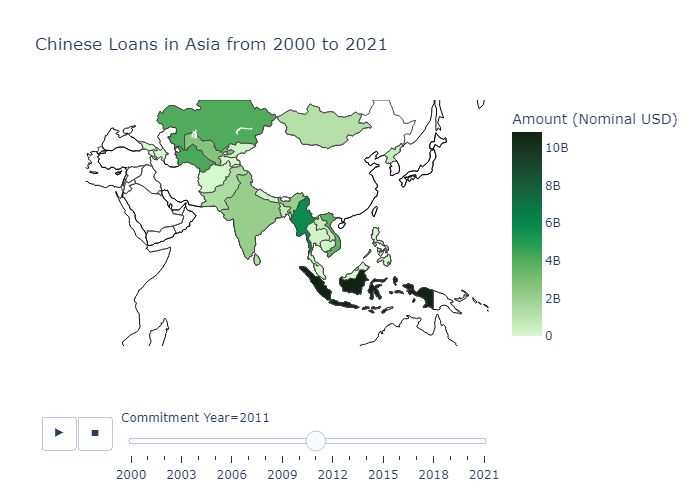 Chinese Loans in Asia from 2000 to 2021
Amount (Nominal USD)
10B
8B
6B
4B
2B
0
Commitment Year=2011
2000 2003 2006 2009 2012 2015 2018 2021